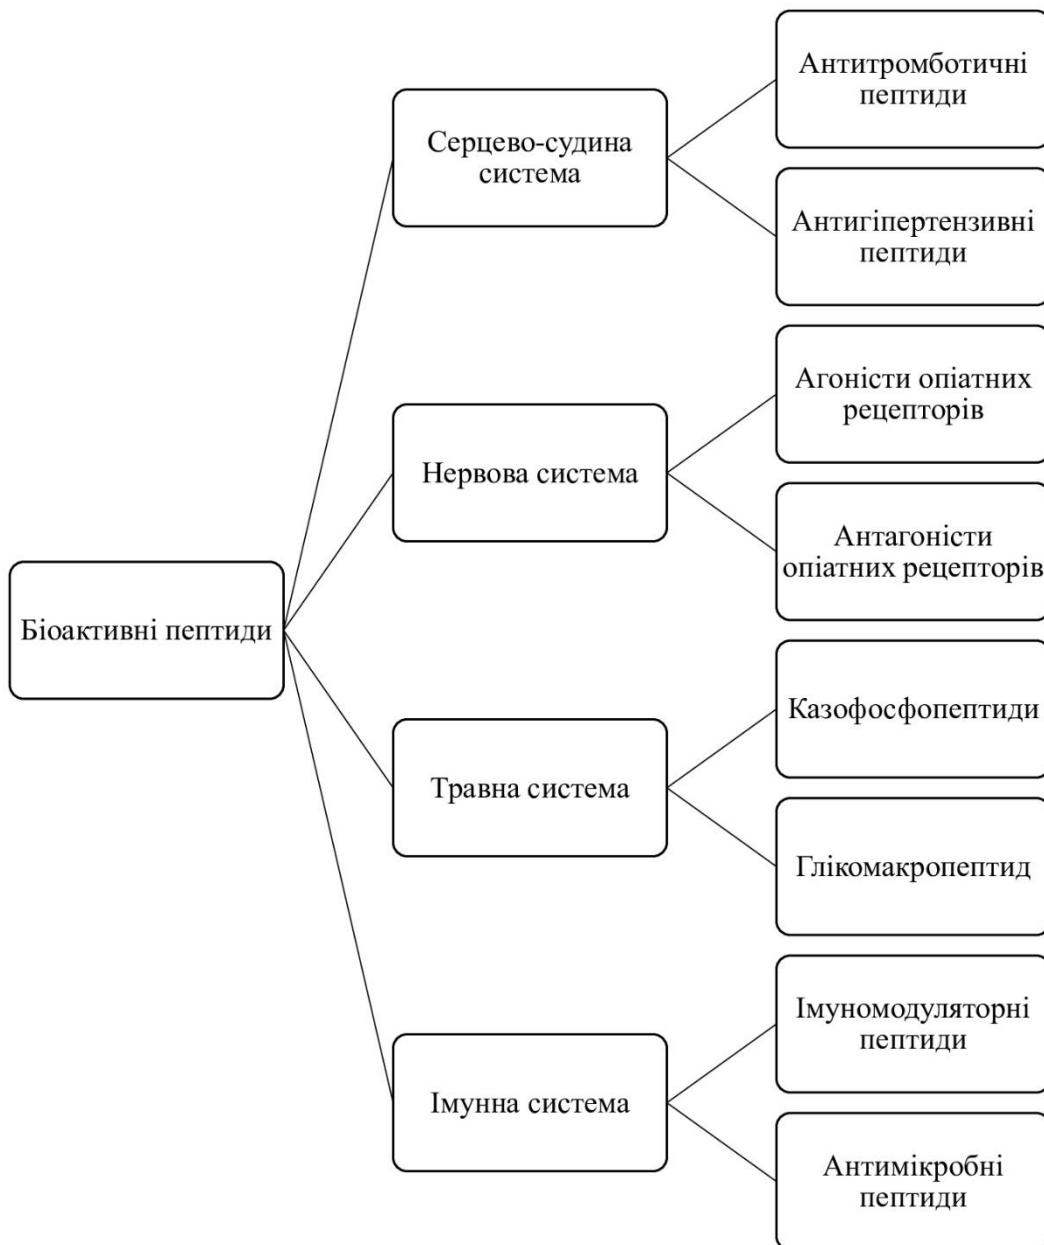 Біоактивні пептиди
Серцево-судина
система
Антитромботичні
пептиди
Антигіпертензивні
пептиди
Нервова система
Агоністи опіатних
рецепторів
Антагоністи
опіатних рецепторів
Травна система
Казофосфопептиди
Глікомакропептид
Імунна система
Імуномодуляторні
пептиди
Антимікробні
пептиди